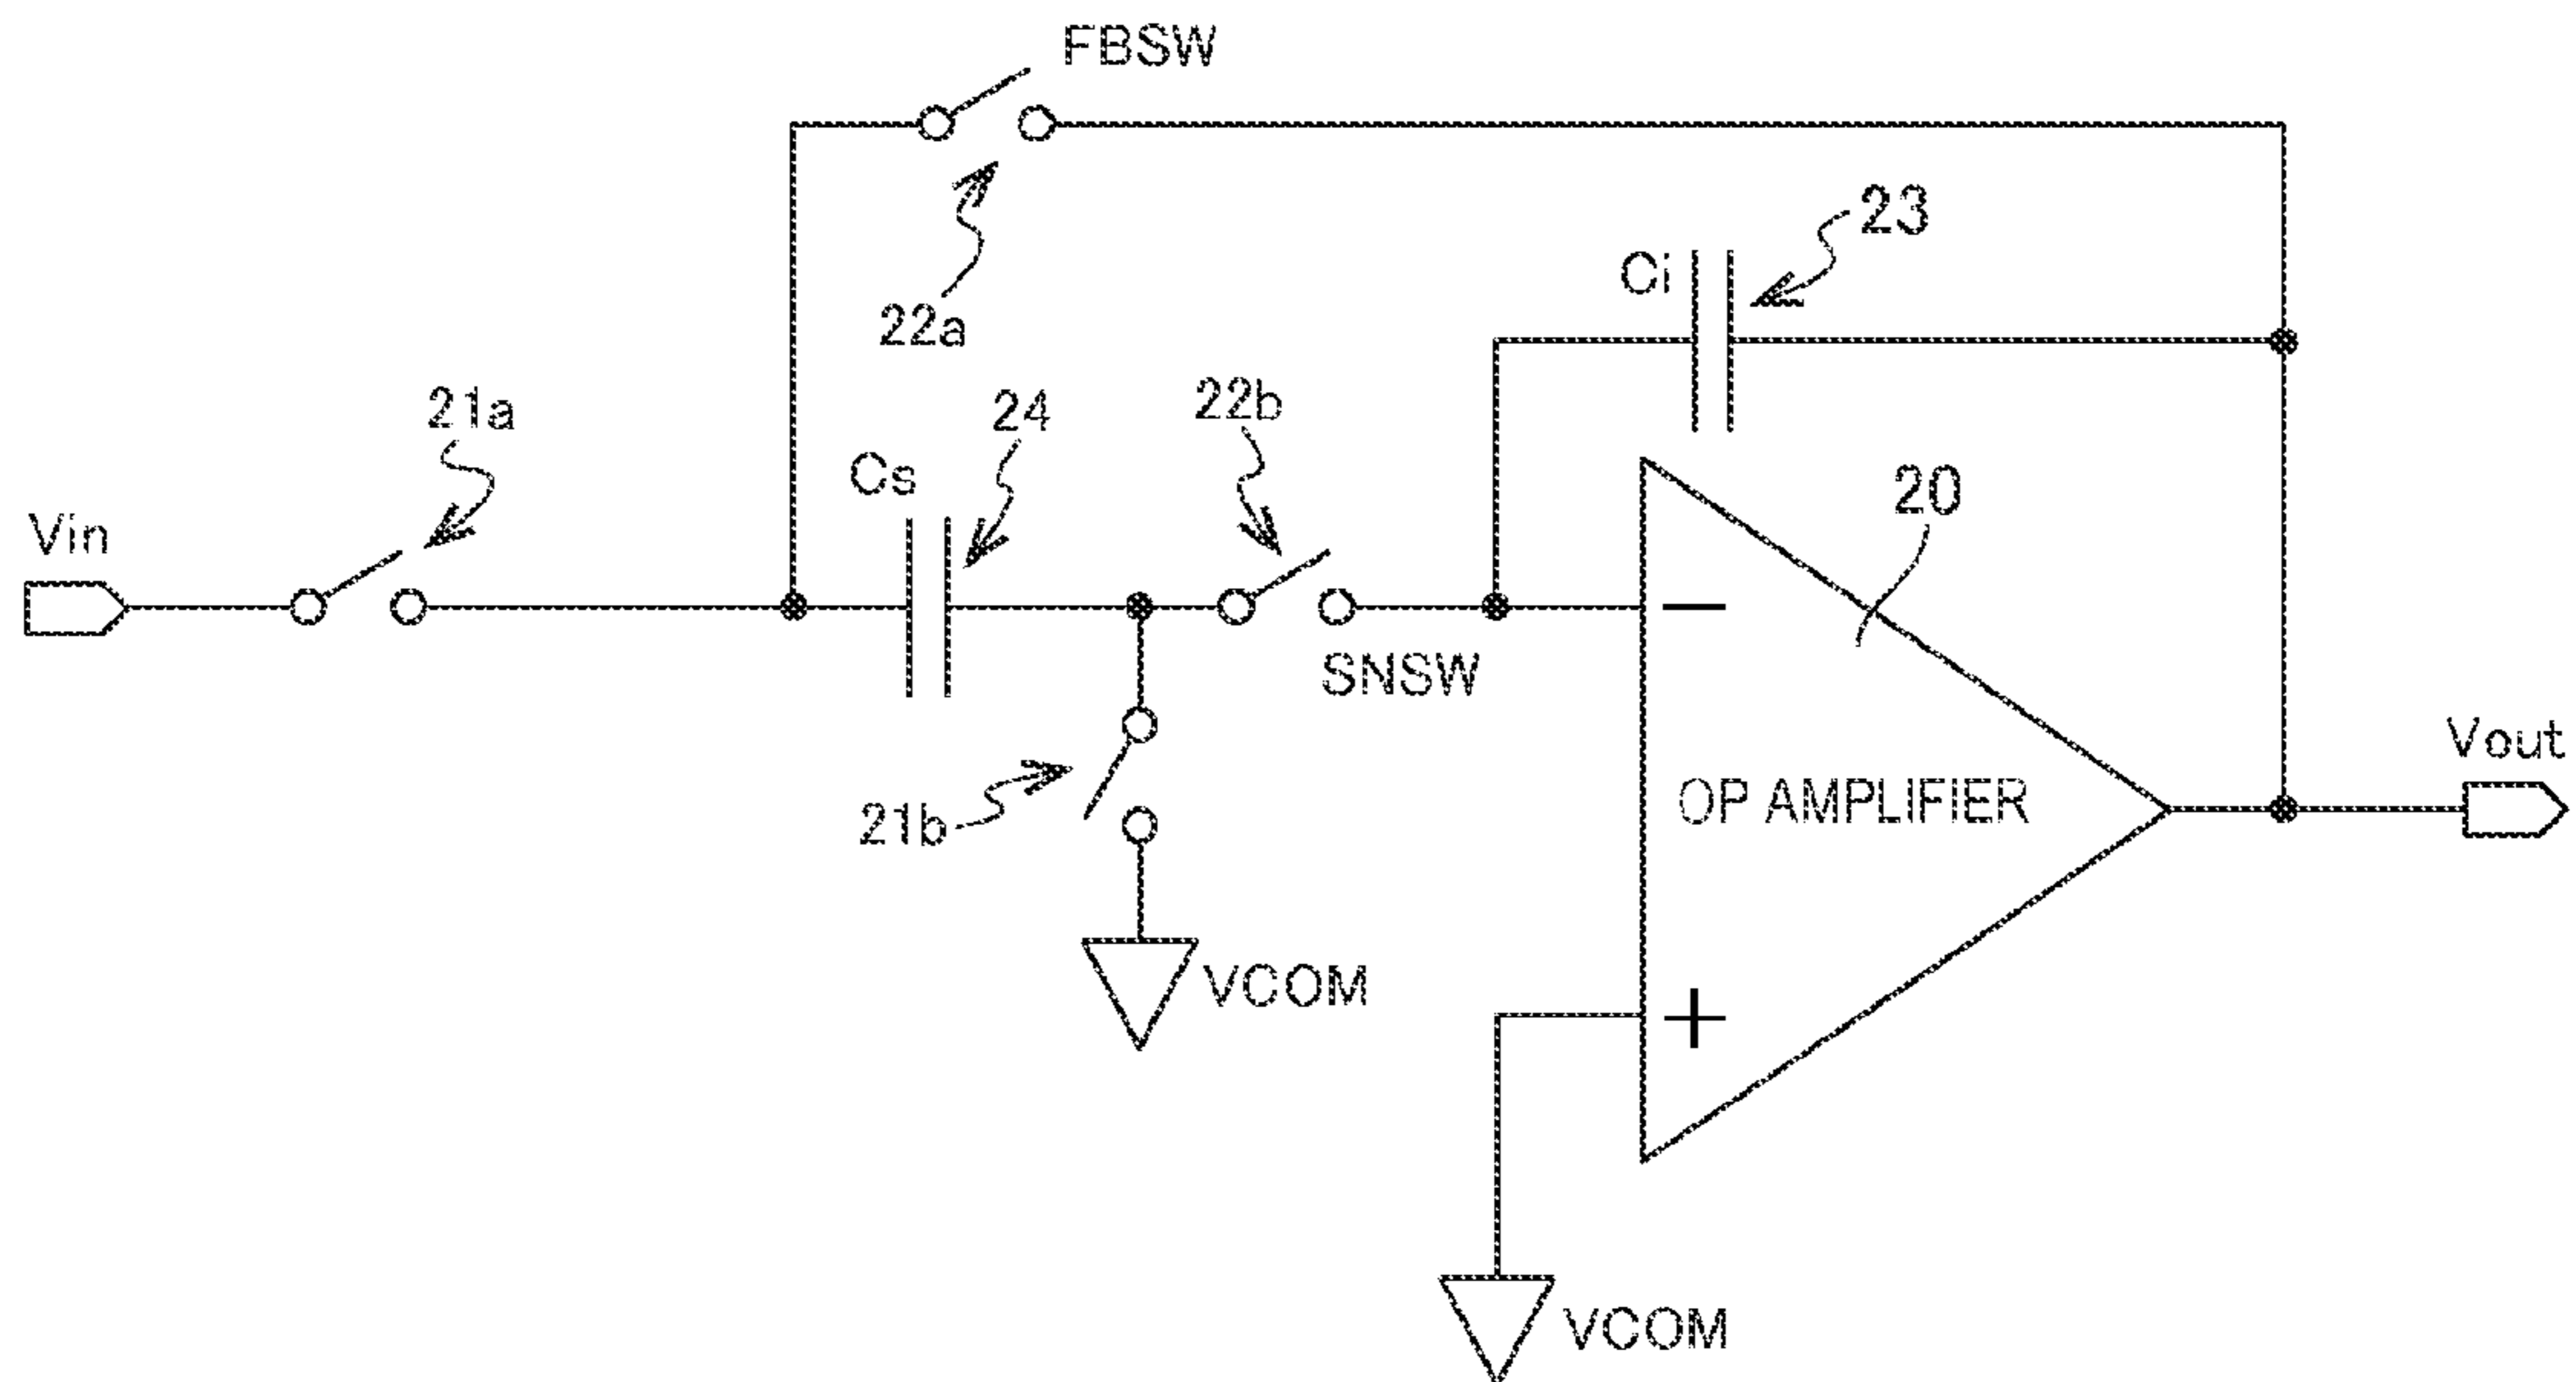 FBSW
22a
Ci
23
21a
24
22b
Cs
20
Vin
SNSW
Vout
21b
OP AMPLIFIER
−
+
VCOM
VCOM